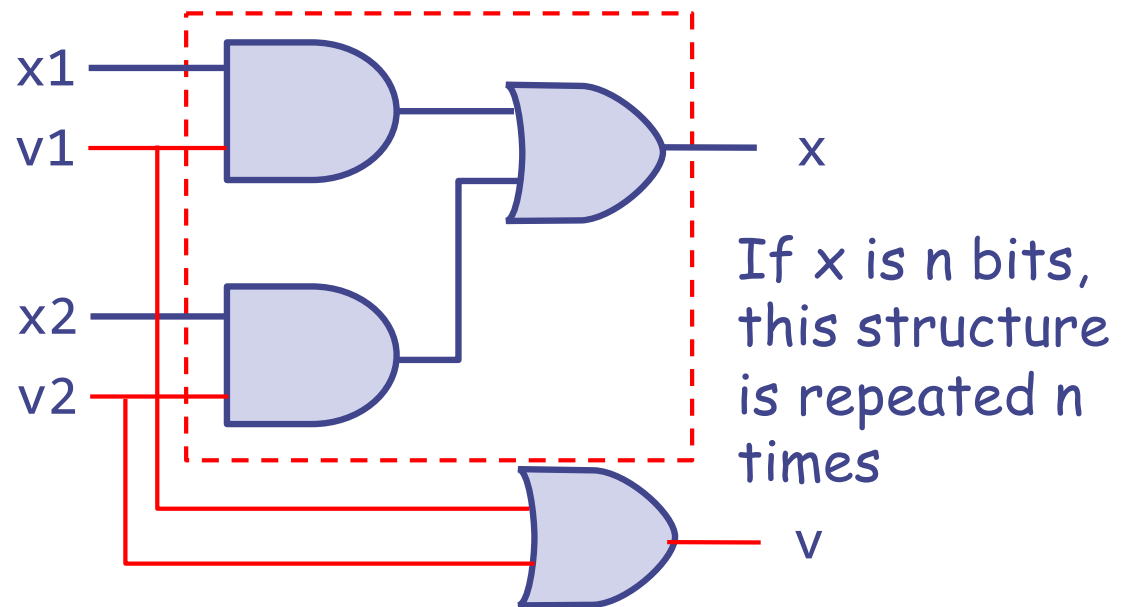 x1
v1
x
x2
v2
If x is n bits,
this structure
is repeated n
times
v